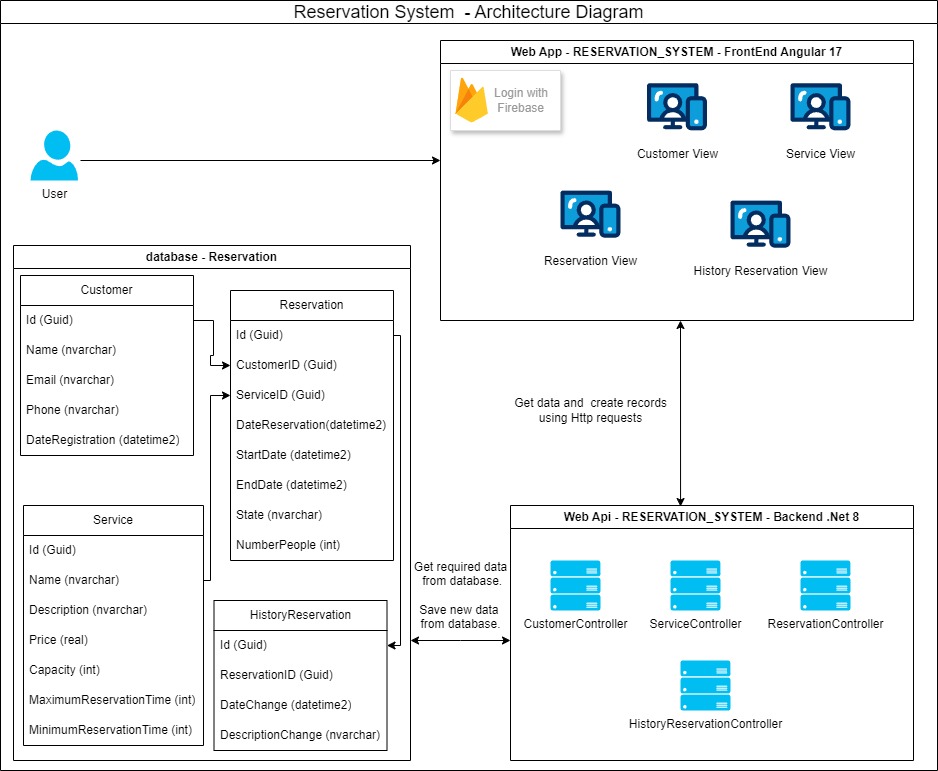 Reservation System - Architecture Diagram
Web App - RESERVATION_SYSTEM - FrontEnd Angular 17
Login with
Firebase
Customer View
Service View
User
Reservation View
History Reservation View
database - Reservation
Customer
Id (Guid)
Name (nvarchar)
Email (nvarchar)
Phone (nvarchar)
DateRegistration (datetime2)
Reservation
Id (Guid)
CustomerID (Guid)
ServiceID (Guid)
DateReservation(datetime2)
StartDate (datetime2)
EndDate (datetime2)
State (nvarchar)
NumberPeople (int)
Service
Id (Guid)
Name (nvarchar)
Description (nvarchar)
Price (real)
Capacity (int)
MaximumReservationTime (int)
MinimumReservationTime (int)
HistoryReservation
Id (Guid)
ReservationID (Guid)
DateChange (datetime2)
DescriptionChange (nvarchar)
Get data and create records
using Http requests
Get required data
from database.
Save new data
from database.
Web Api - RESERVATION_SYSTEM - Backend .Net 8
CustomerController
ServiceController
ReservationController
HistoryReservationController